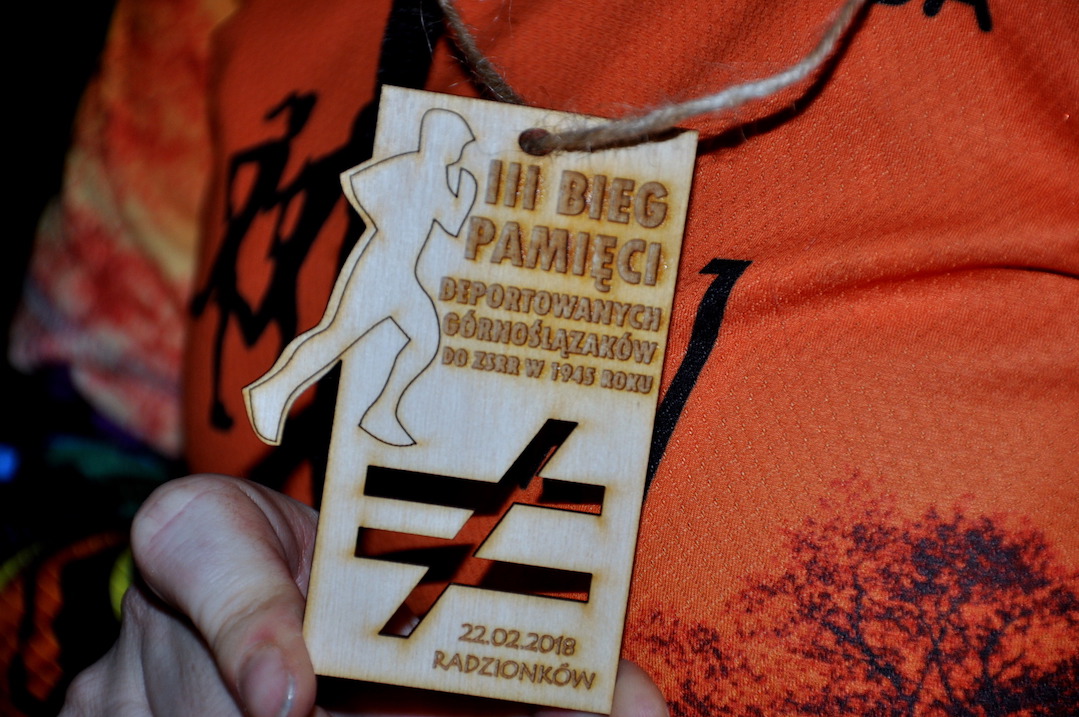 III BIEG
PAMIĘCI
DEPORTOWANYCH
GÓRNOŚLĄZAKÓW
DO ZSRR W 1945 ROKU
22.02.2018
RADZIONKÓW